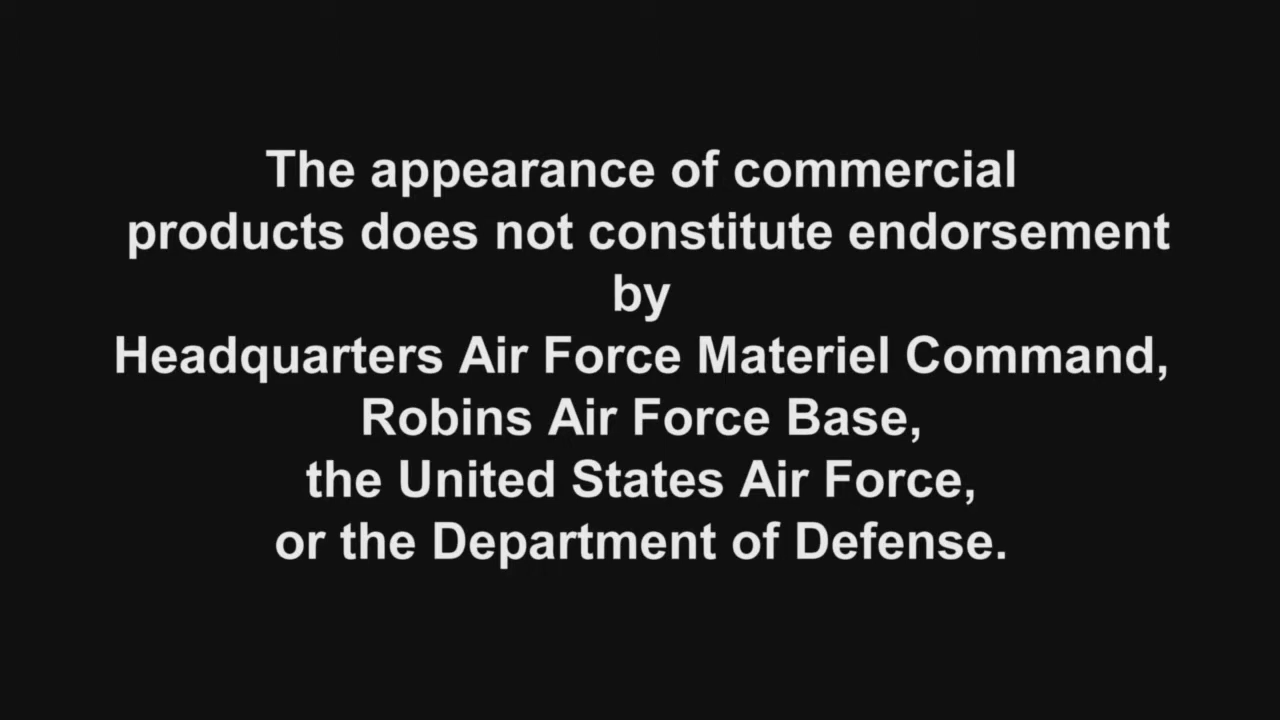 The appearance of commercial
products does not constitute endorsement
by
Headquarters Air Force Materiel Command,
Robins Air Force Base,
the United States Air Force,
or the Department of Defense.